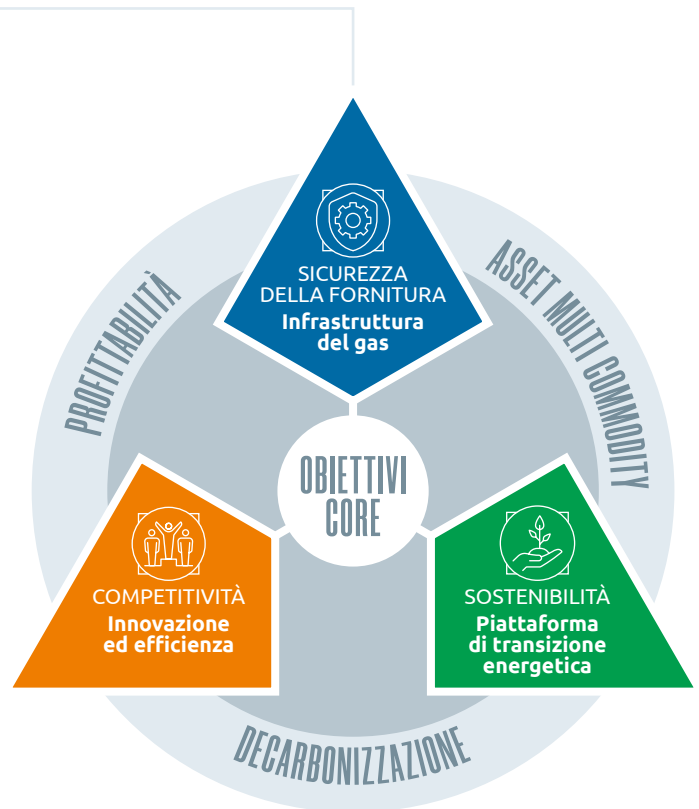 SICUREZZA
DELLA FORNITURA
Infrastruttura
del gas
PROFITTABILITÀ
ASSET MULTI COMMODITY
OBIETTIVI
CORE
COMPETITIVITÀ
Innovazione
ed efficienza
SOSTENIBILITÀ
Piattaforma
di transizione
energetica
DECARBONIZZAZIONE